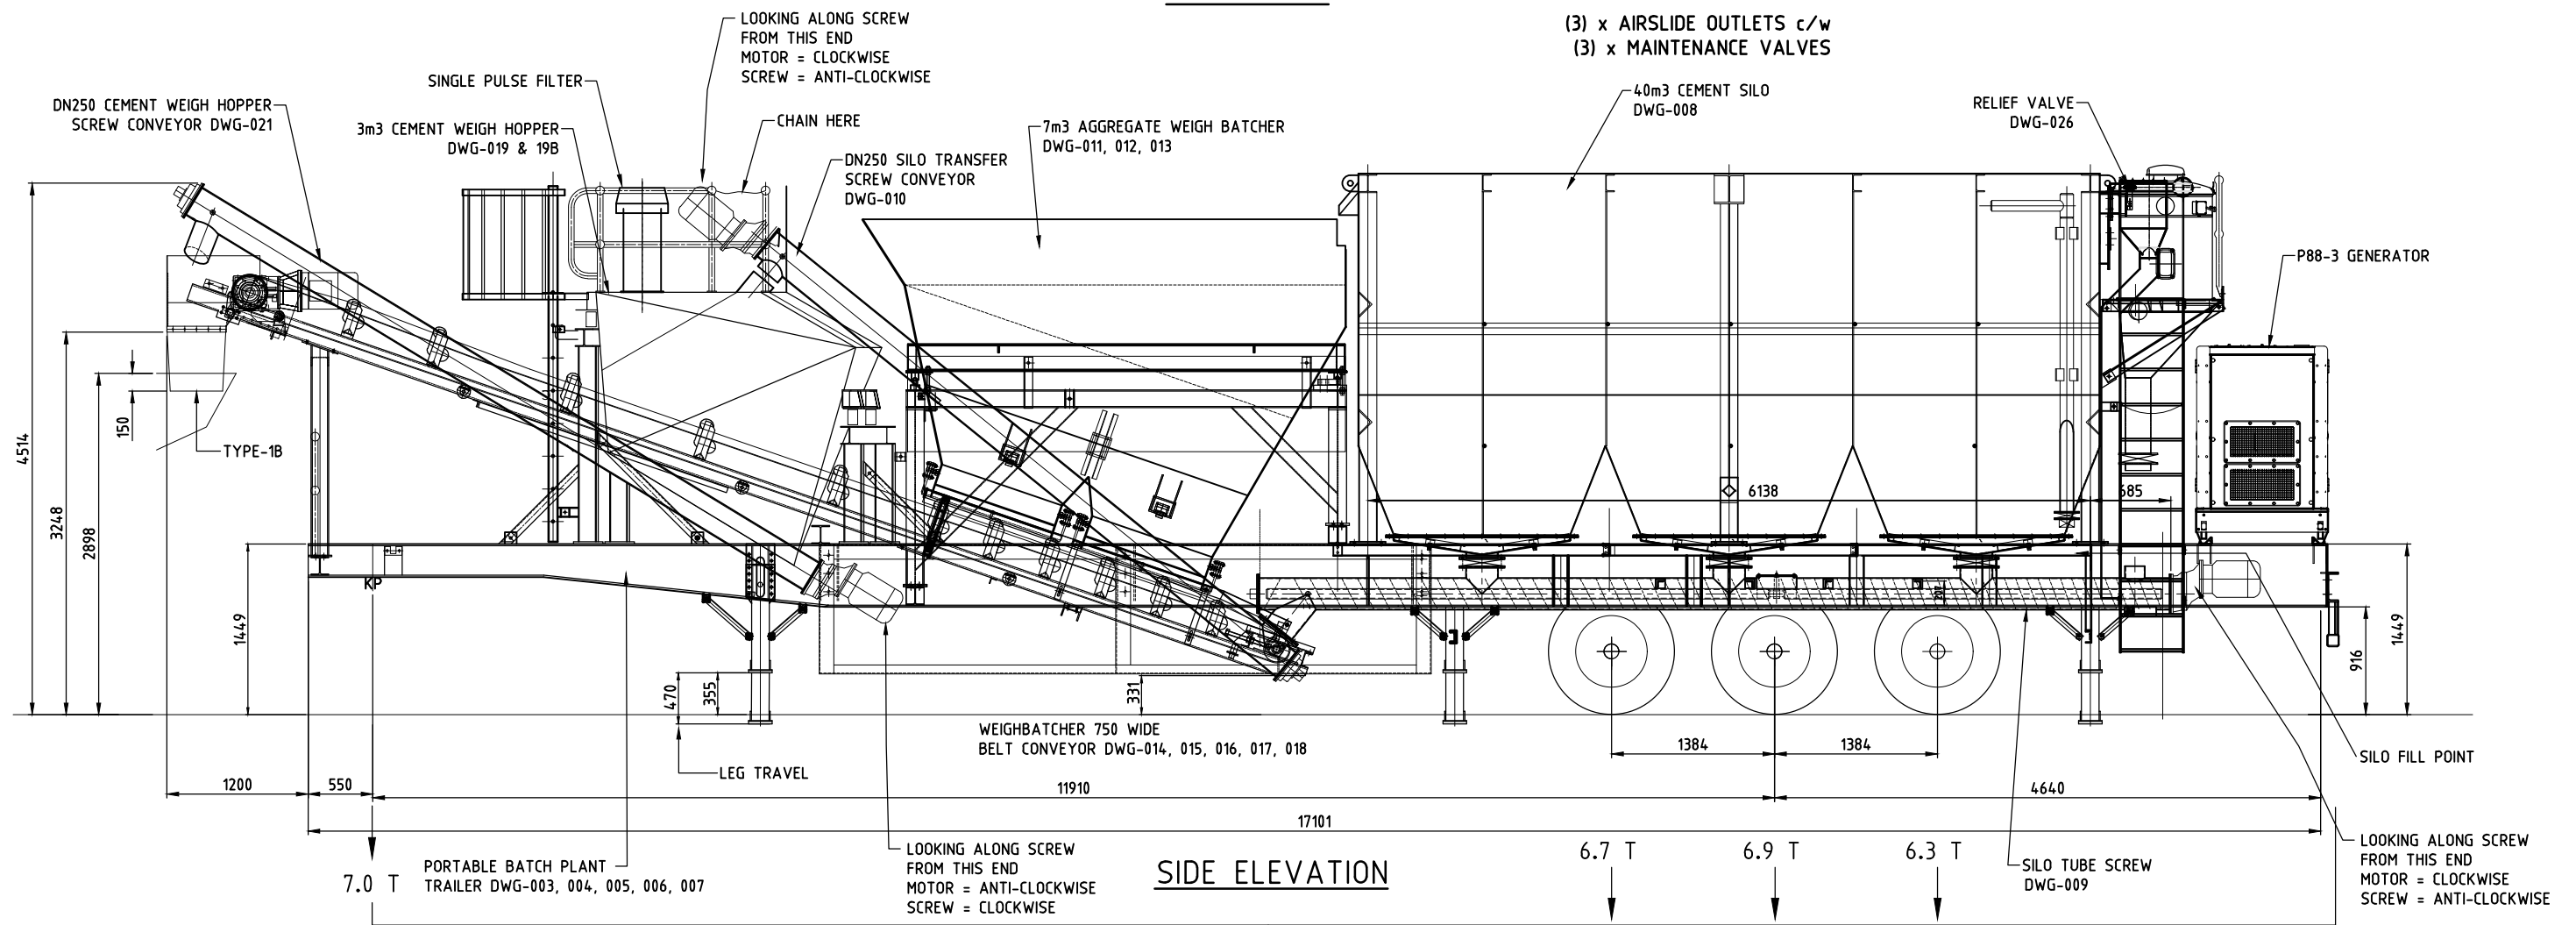 LOOKING ALONG SCREW
FROM THIS END
MOTOR = CLOCKWISE
SCREW = ANTI-CLOCKWISE
(3) x AIRSLIDE OUTLETS c/w
(3) x MAINTENANCE VALVES
SINGLE PULSE FILTER
DN250 CEMENT WEIGH HOPPER
SCREW CONVEYOR DWG-021
3m3 CEMENT WEIGH HOPPER
DWG-019 & 19B
CHAIN HERE
DN250 SILO TRANSFER
SCREW CONVEYOR
DWG-010
7m3 AGGREGATE WEIGH BATCHER
DWG-011, 012, 013
40m3 CEMENT SILO
DWG-008
RELIEF VALVE
DWG-026
P88-3 GENERATOR
4514
3248
2898
150
TYPE-1B
1449
KP
6138
685
207
470
355
331
916
1449
WEIGHBATCHER 750 WIDE
BELT CONVEYOR DWG-014, 015, 016, 017, 018
LEG TRAVEL
1384
1384
SILO FILL POINT
1200
550
11910
4640
17101
7.0 T
PORTABLE BATCH PLANT
TRAILER DWG-003, 004, 005, 006, 007
LOOKING ALONG SCREW
FROM THIS END
MOTOR = ANTI-CLOCKWISE
SCREW = CLOCKWISE
SIDE ELEVATION
6.7 T
6.9 T
6.3 T
SILO TUBE SCREW
DWG-009
LOOKING ALONG SCREW
FROM THIS END
MOTOR = CLOCKWISE
SCREW = ANTI-CLOCKWISE